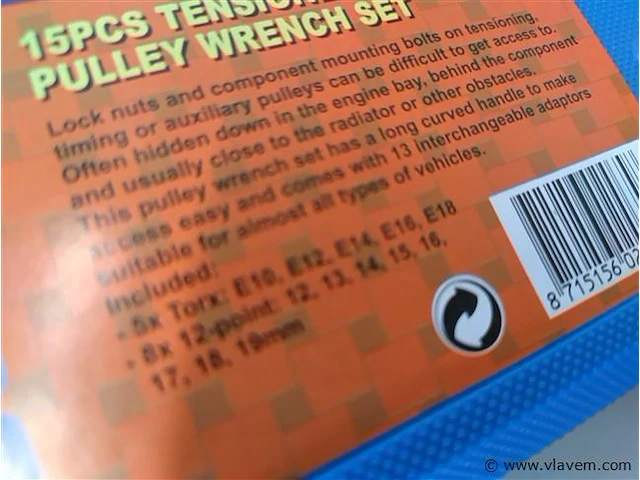 15PCS TENSION
PULLEY WRENCH SET
Lock nuts and component mounting bolts on tensioning,
timing or auxiliary pulleys can be difficult to get access to.
Often hidden down in the engine bay, behind the component
and usually close to the radiator or other obstacles.
This pulley wrench set has a long curved handle to make
access easy and comes with 13 interchangeable adaptors
suitable for almost all types of vehicles.
Included:
- 5x Torx: E10, E12, E14, E16, E18
- 8x 12-point: 12, 13, 14, 15, 16,
17, 18, 19mm
8 715156 02
© www.vlavem.com